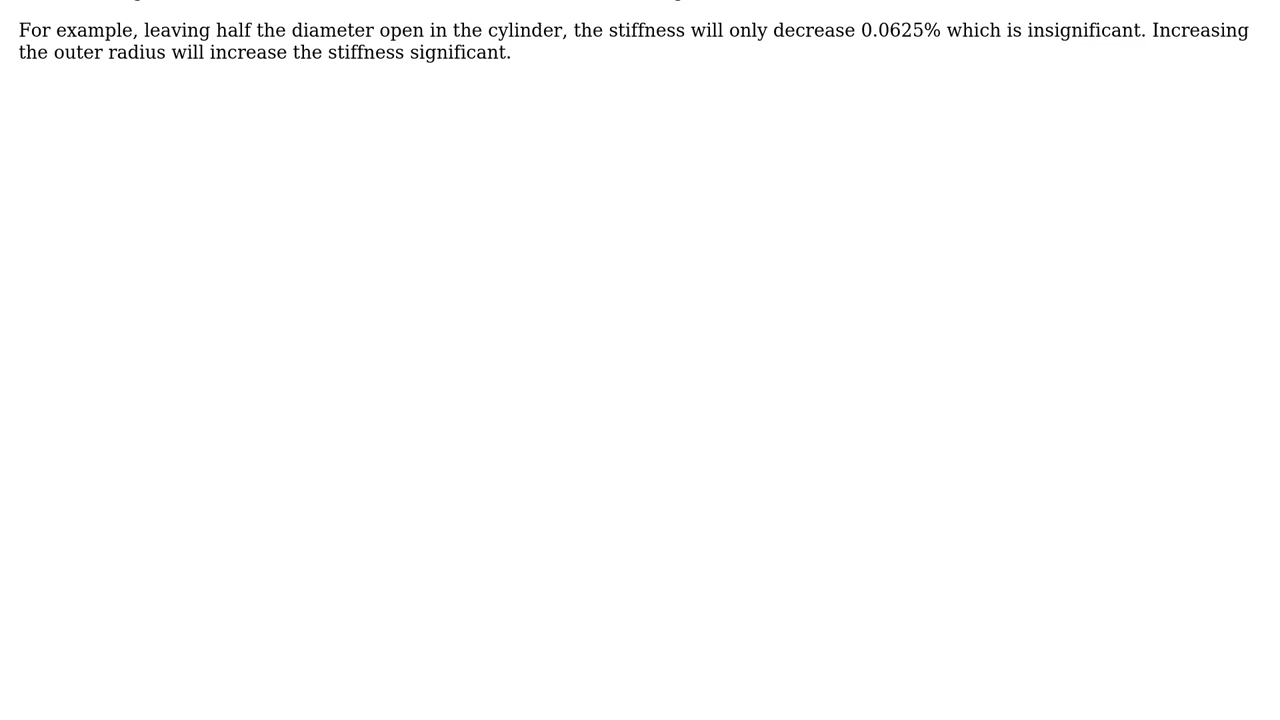 For example, leaving half the diameter open in the cylinder, the stiffness will only decrease 0.0625% which is insignificant. Increasing
the outer radius will increase the stiffness significant.